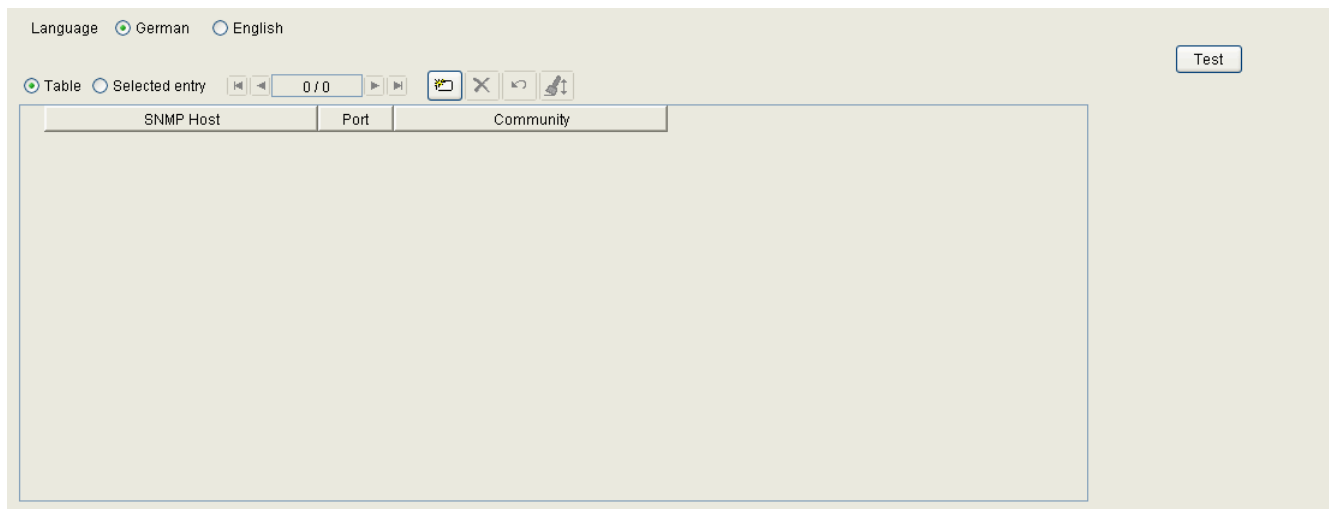 Language German English
Test
Table Selected entry 0 / 0
SNMP Host Port Community